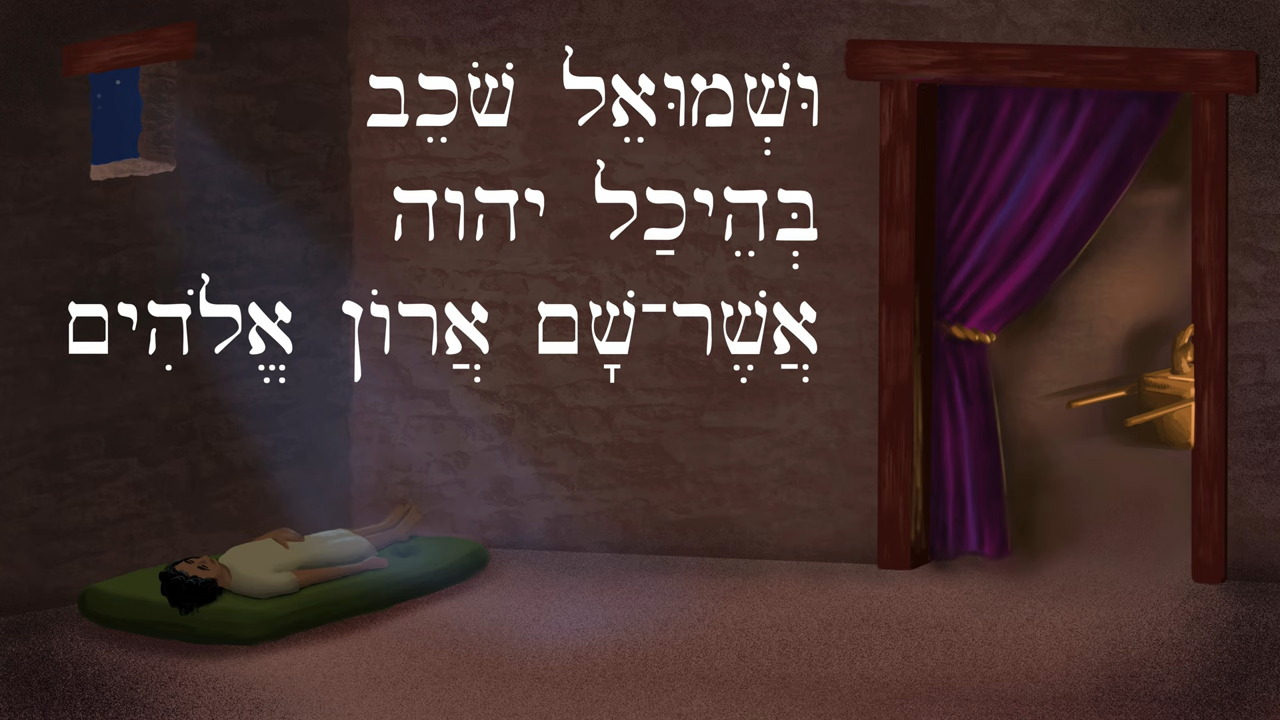 וּשְׁמוּאֵל שֹׁכֵב
בְּהֵיכַל יהוה
אֲשֶׁר־שָׁם אֲרוֹן אֱלֹהִים